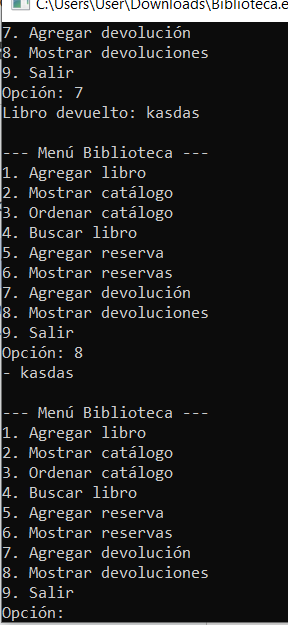 C:\Users\User\Downloads\Biblioteca.e
7. Agregar devolución
8. Mostrar devoluciones
9. Salir
Opción: 7
Libro devuelto: kasdas
--- Menú Biblioteca ---
1. Agregar libro
2. Mostrar catálogo
3. Ordenar catálogo
4. Buscar libro
5. Agregar reserva
6. Mostrar reservas
7. Agregar devolución
8. Mostrar devoluciones
9. Salir
Opción: 8
- kasdas
--- Menú Biblioteca ---
1. Agregar libro
2. Mostrar catálogo
3. Ordenar catálogo
4. Buscar libro
5. Agregar reserva
6. Mostrar reservas
7. Agregar devolución
8. Mostrar devoluciones
9. Salir
Opción: